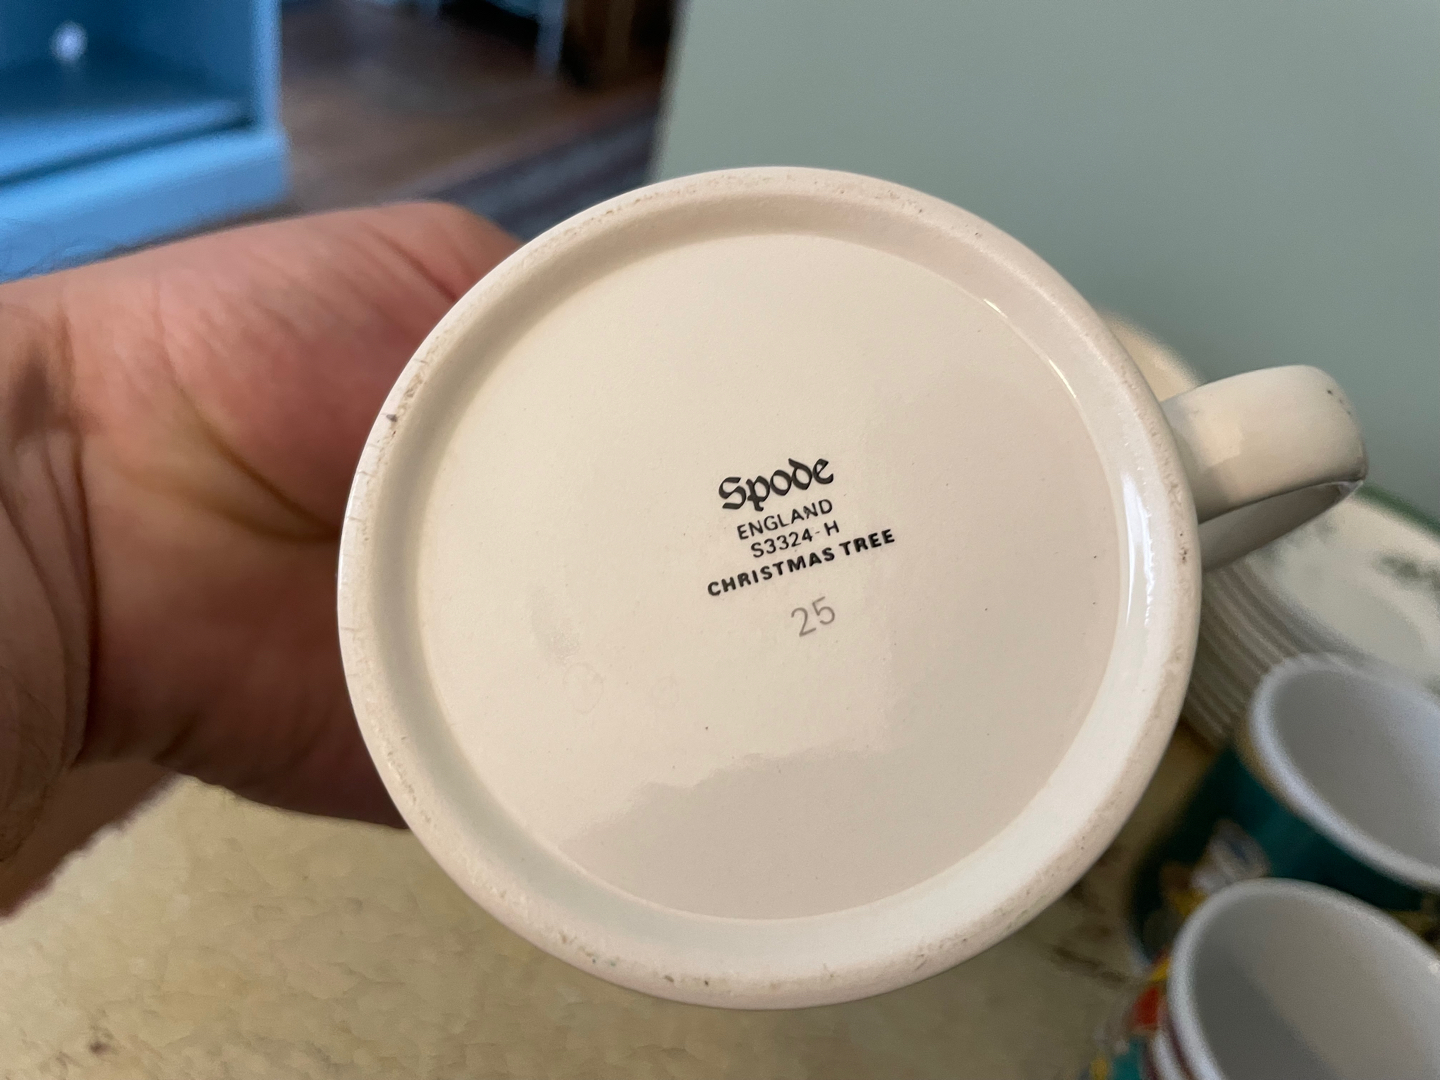 Spode
ENGLAND
S3324-H
CHRISTMAS TREE
25